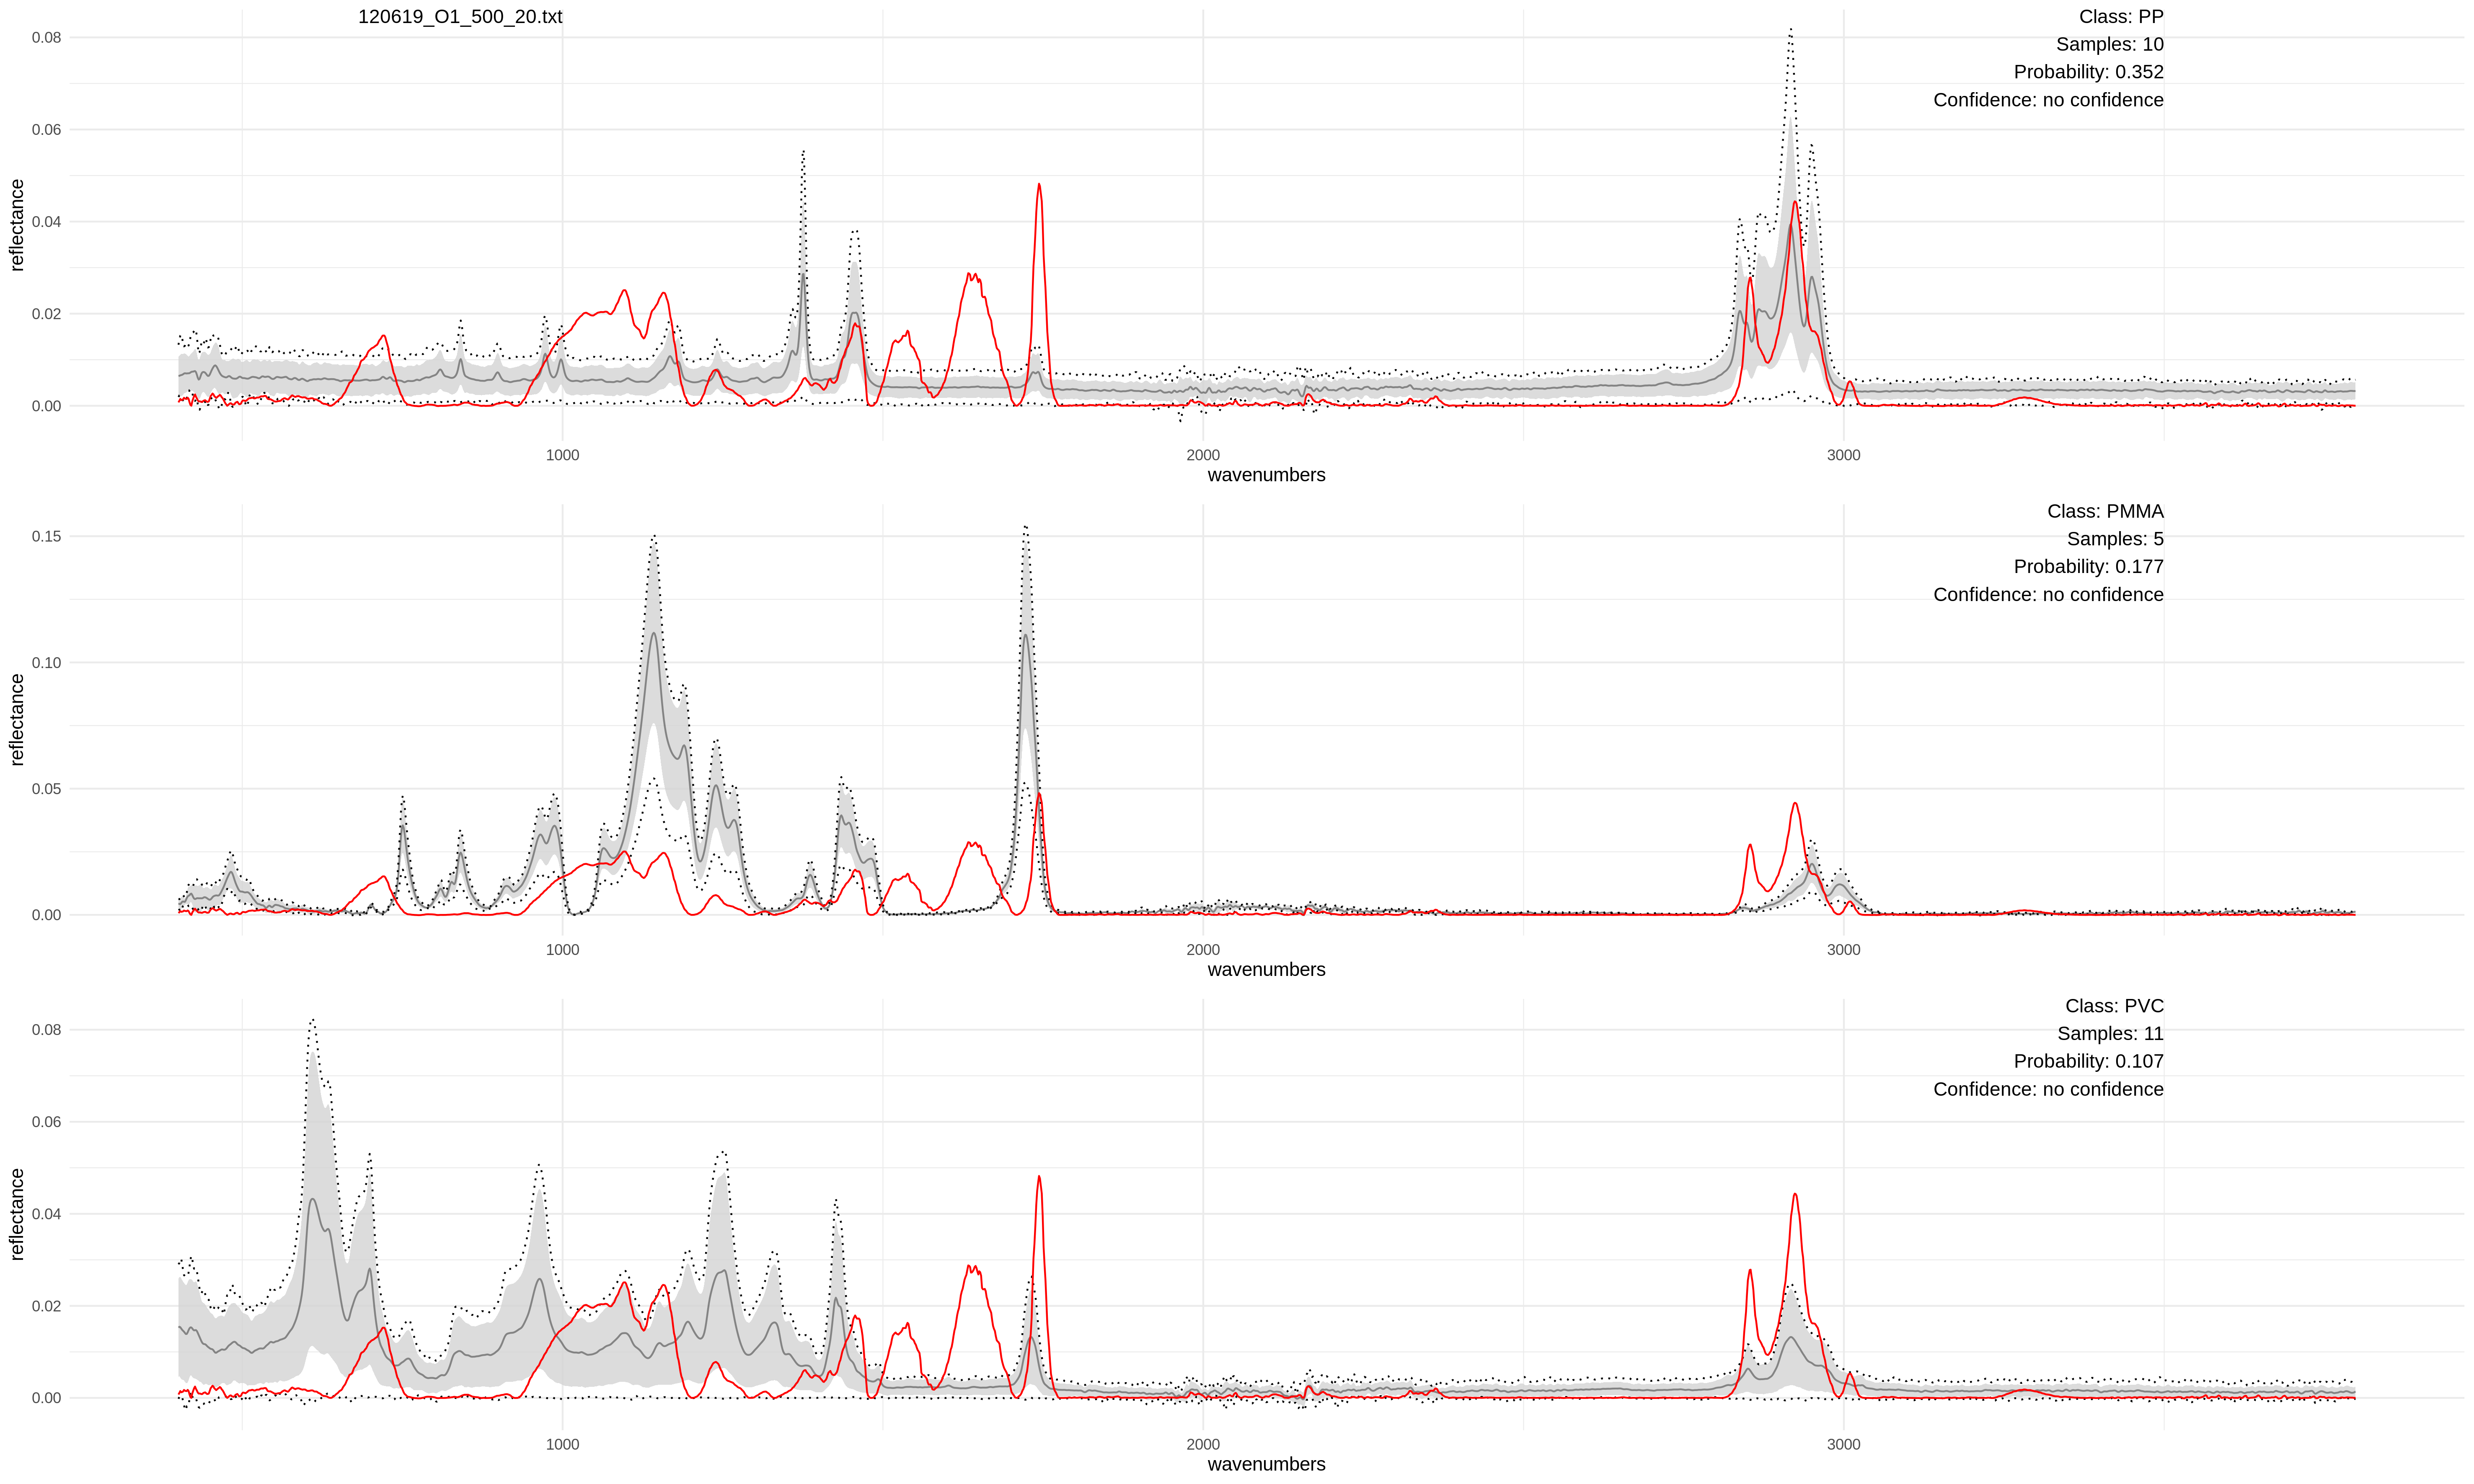 120619_O1_500_20.txt
Class: PP
Samples: 10
Probability: 0.352
Confidence: no confidence
reflectance
0.08
0.06
0.04
0.02
0.00
1000 2000 3000
wavenumbers
Class: PMMA
Samples: 5
Probability: 0.177
Confidence: no confidence
reflectance
0.15
0.10
0.05
0.00
1000 2000 3000
wavenumbers
Class: PVC
Samples: 11
Probability: 0.107
Confidence: no confidence
reflectance
0.08
0.06
0.04
0.02
0.00
1000 2000 3000
wavenumbers